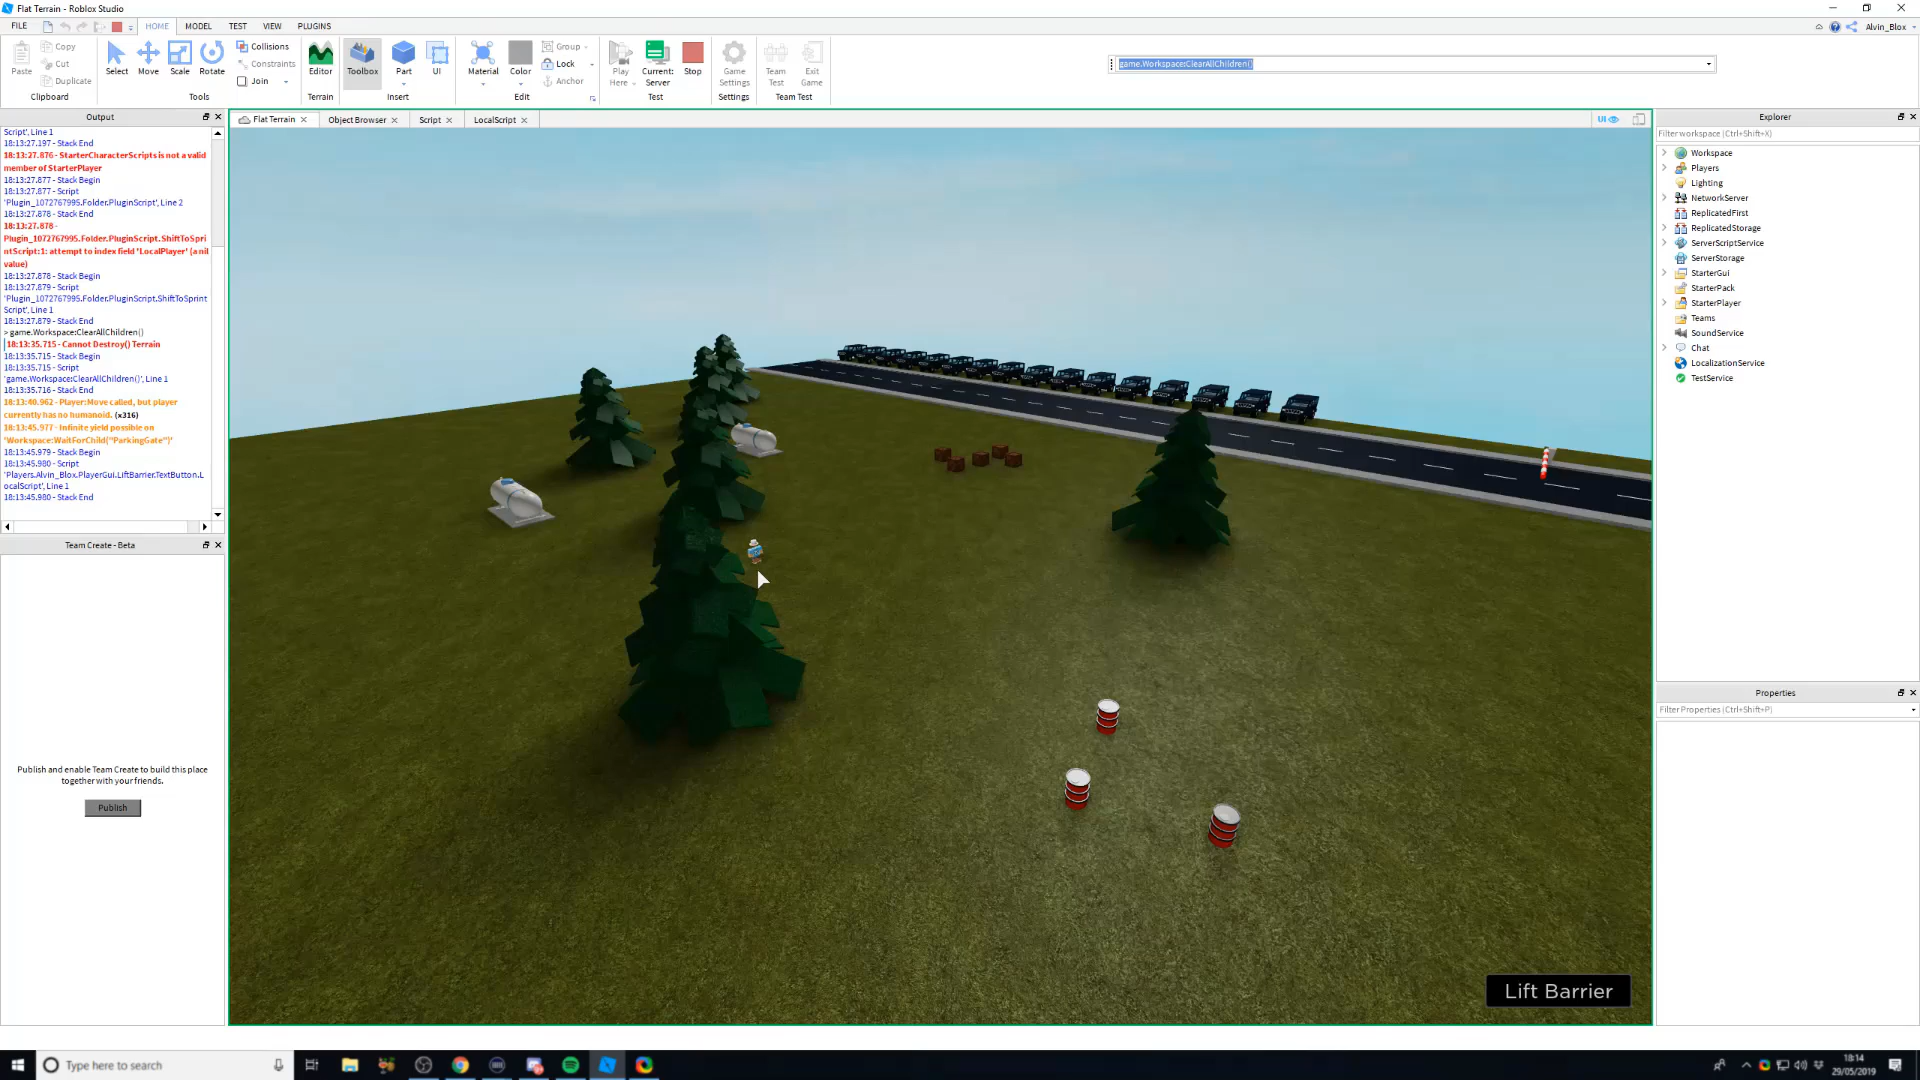 Flat Terrain - Roblox Studio
FILE
HOME
MODEL
TEST
VIEW
PLUGINS
Alvin_Blox
Paste
Copy
Cut
Duplicate
Clipboard
Select
Move
Scale
Rotate
Collisions
Constraints
Join
Tools
Editor
Terrain
Toolbox
Part
UI
Insert
Material
Color
Group
Lock
Anchor
Edit
Play Here
Current: Server
Stop
Test
Game Settings
Settings
Team Test
Exit Game
Team Test
game.Workspace:ClearAllChildren()
Output
Script', Line 1
18:13:27.197 - Stack End
18:13:27.876 - StarterCharacterScripts is not a valid
member of StarterPlayer
18:13:27.877 - Stack Begin
18:13:27.877 - Script
'Plugin_1072767995.Folder.PluginScript', Line 2
18:13:27.878 - Stack End
18:13:27.878 -
Plugin_1072767995.Folder.PluginScript.ShiftToSpri
ntScript:1: attempt to index field 'LocalPlayer' (a nil
value)
18:13:27.878 - Stack Begin
18:13:27.879 - Script
'Plugin_1072767995.Folder.PluginScript.ShiftToSprint
Script', Line 1
18:13:27.879 - Stack End
> game.Workspace:ClearAllChildren()
18:13:35.715 - Cannot Destroy() Terrain
18:13:35.715 - Stack Begin
18:13:35.715 - Script
'game.Workspace:ClearAllChildren()', Line 1
18:13:35.716 - Stack End
18:13:40.962 - Player:Move called, but player
currently has no humanoid. (x316)
18:13:45.977 - Infinite yield possible on
'Workspace:WaitForChild("ParkingGate")'
18:13:45.979 - Stack Begin
18:13:45.980 - Script
'Players.Alvin_Blox.PlayerGui.LiftBarrier.TextButton.L
ocalScript', Line 1
18:13:45.980 - Stack End
Team Create - Beta
Publish and enable Team Create to build this place
together with your friends.
Publish
Flat Terrain
Object Browser
Script
LocalScript
UI
Lift Barrier
Explorer
Filter workspace (Ctrl+Shift+X)
Workspace
Players
Lighting
NetworkServer
ReplicatedFirst
ReplicatedStorage
ServerScriptService
ServerStorage
StarterGui
StarterPack
StarterPlayer
Teams
SoundService
Chat
LocalizationService
TestService
Properties
Filter Properties (Ctrl+Shift+P)
Type here to search
18:14
29/05/2019